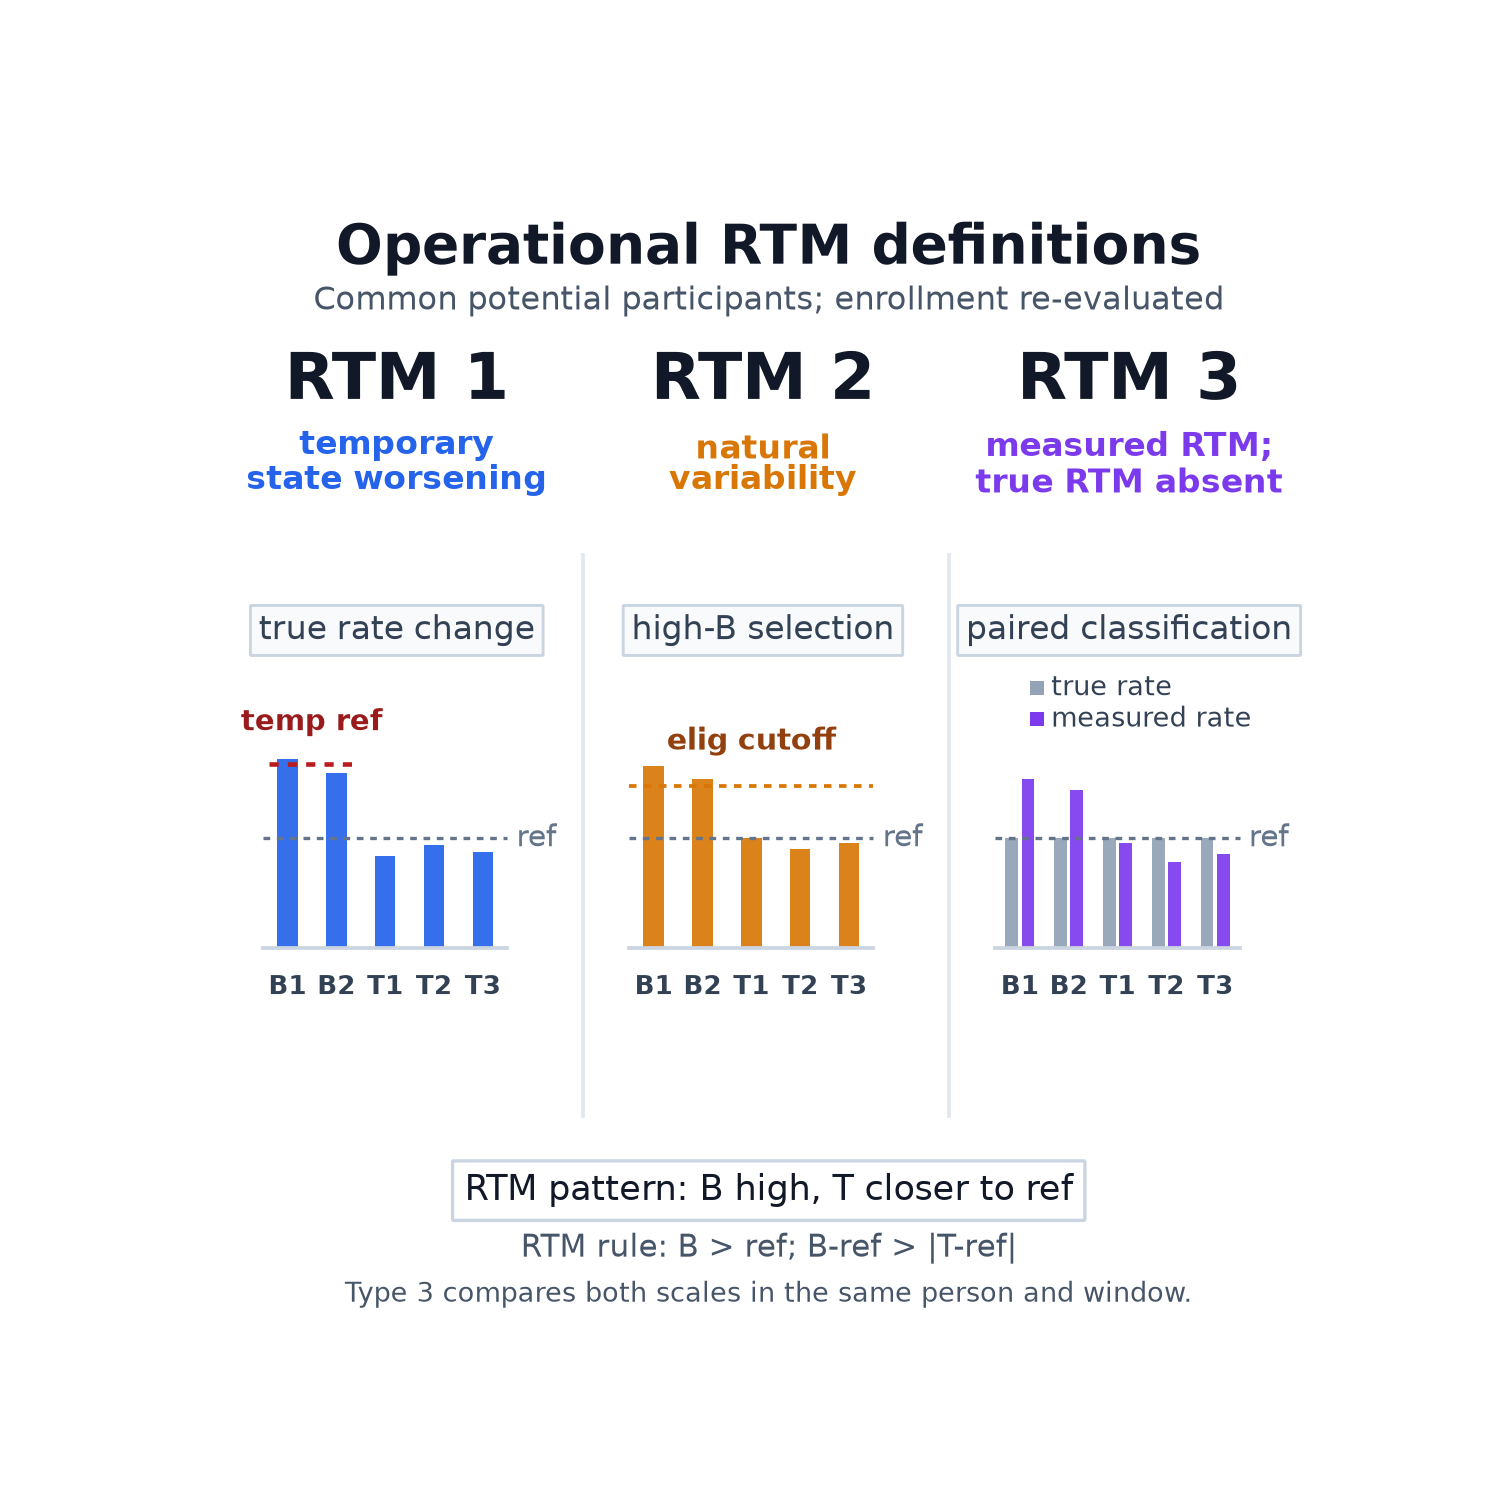 Operational RTM definitions
Common potential participants; enrollment re-evaluated
RTM 1
temporary
state worsening
true rate change
temp ref
ref
B1 B2 T1 T2 T3
RTM 2
natural
variability
high-B selection
elig cutoff
ref
B1 B2 T1 T2 T3
RTM 3
measured RTM;
true RTM absent
paired classification
true rate
measured rate
ref
B1 B2 T1 T2 T3
RTM pattern: B high, T closer to ref
RTM rule: B > ref; B-ref > |T-ref|
Type 3 compares both scales in the same person and window.